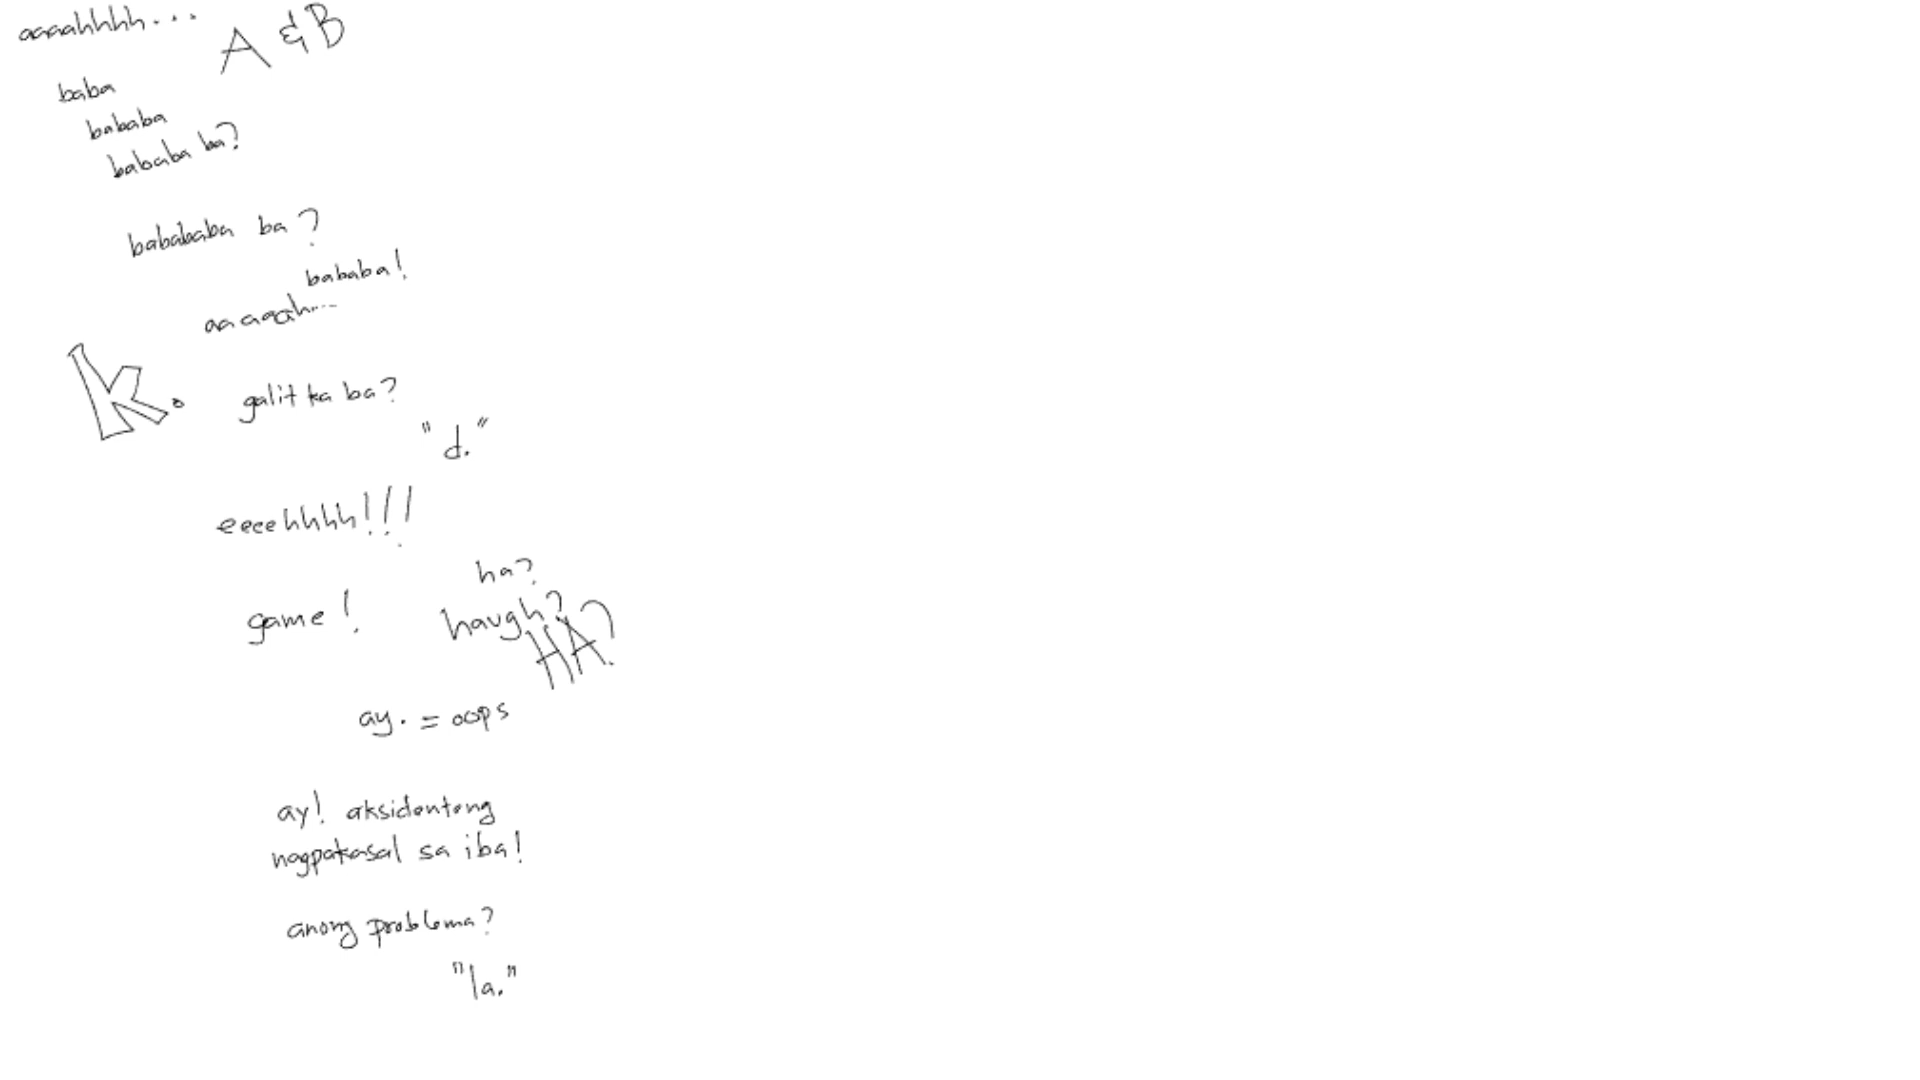 aaaahhhh...
A & B
baba
bababa
bababa ba?
babababa ba?
bababa!
aaaaaah...
k.
galit ka ba?
"d."
eeeehhhh!!!
ha?
game!
haugh?
HA?
ay. = oops
ay! aksidenteng
nagpakasal sa iba!
anong problema?
"la."